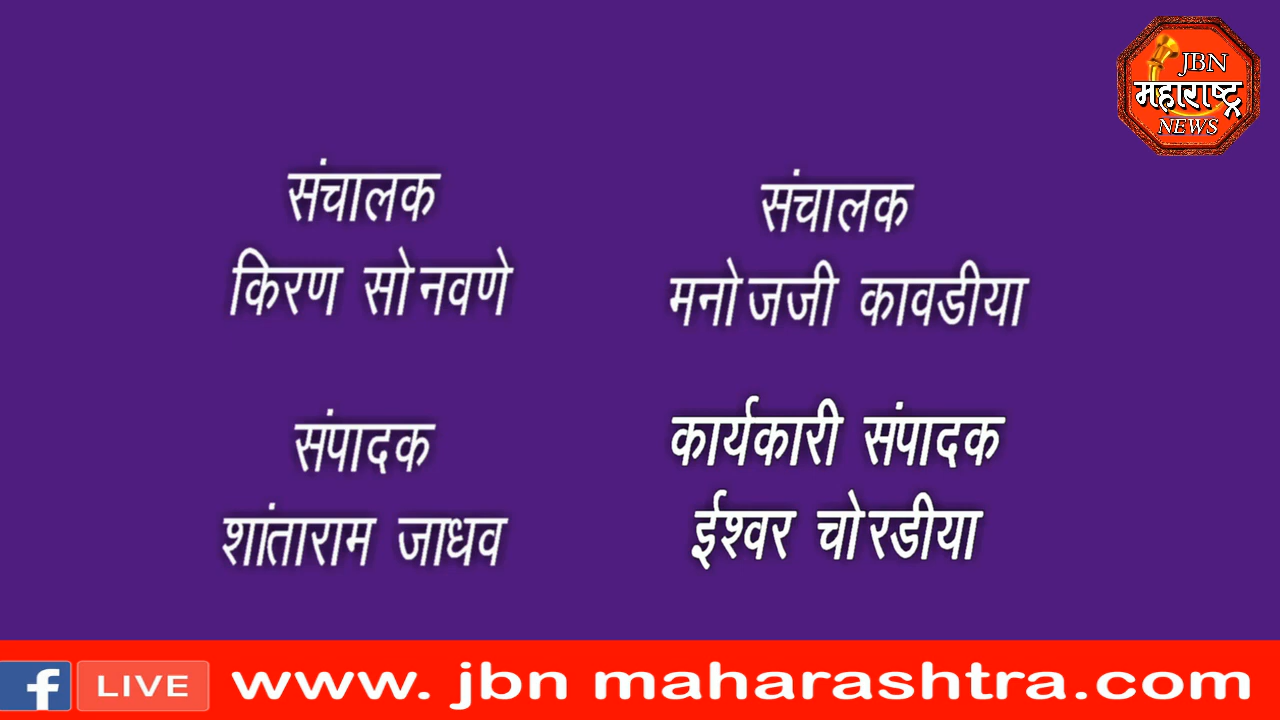 JBN
महाराष्ट्र
NEWS
संचालक
किरण सोनवणे
संचालक
मनोजजी कावडीया
संपादक
शांताराम जाधव
कार्यकारी संपादक
ईश्वर चोरडीया
f LIVE www. jbn maharashtra.com